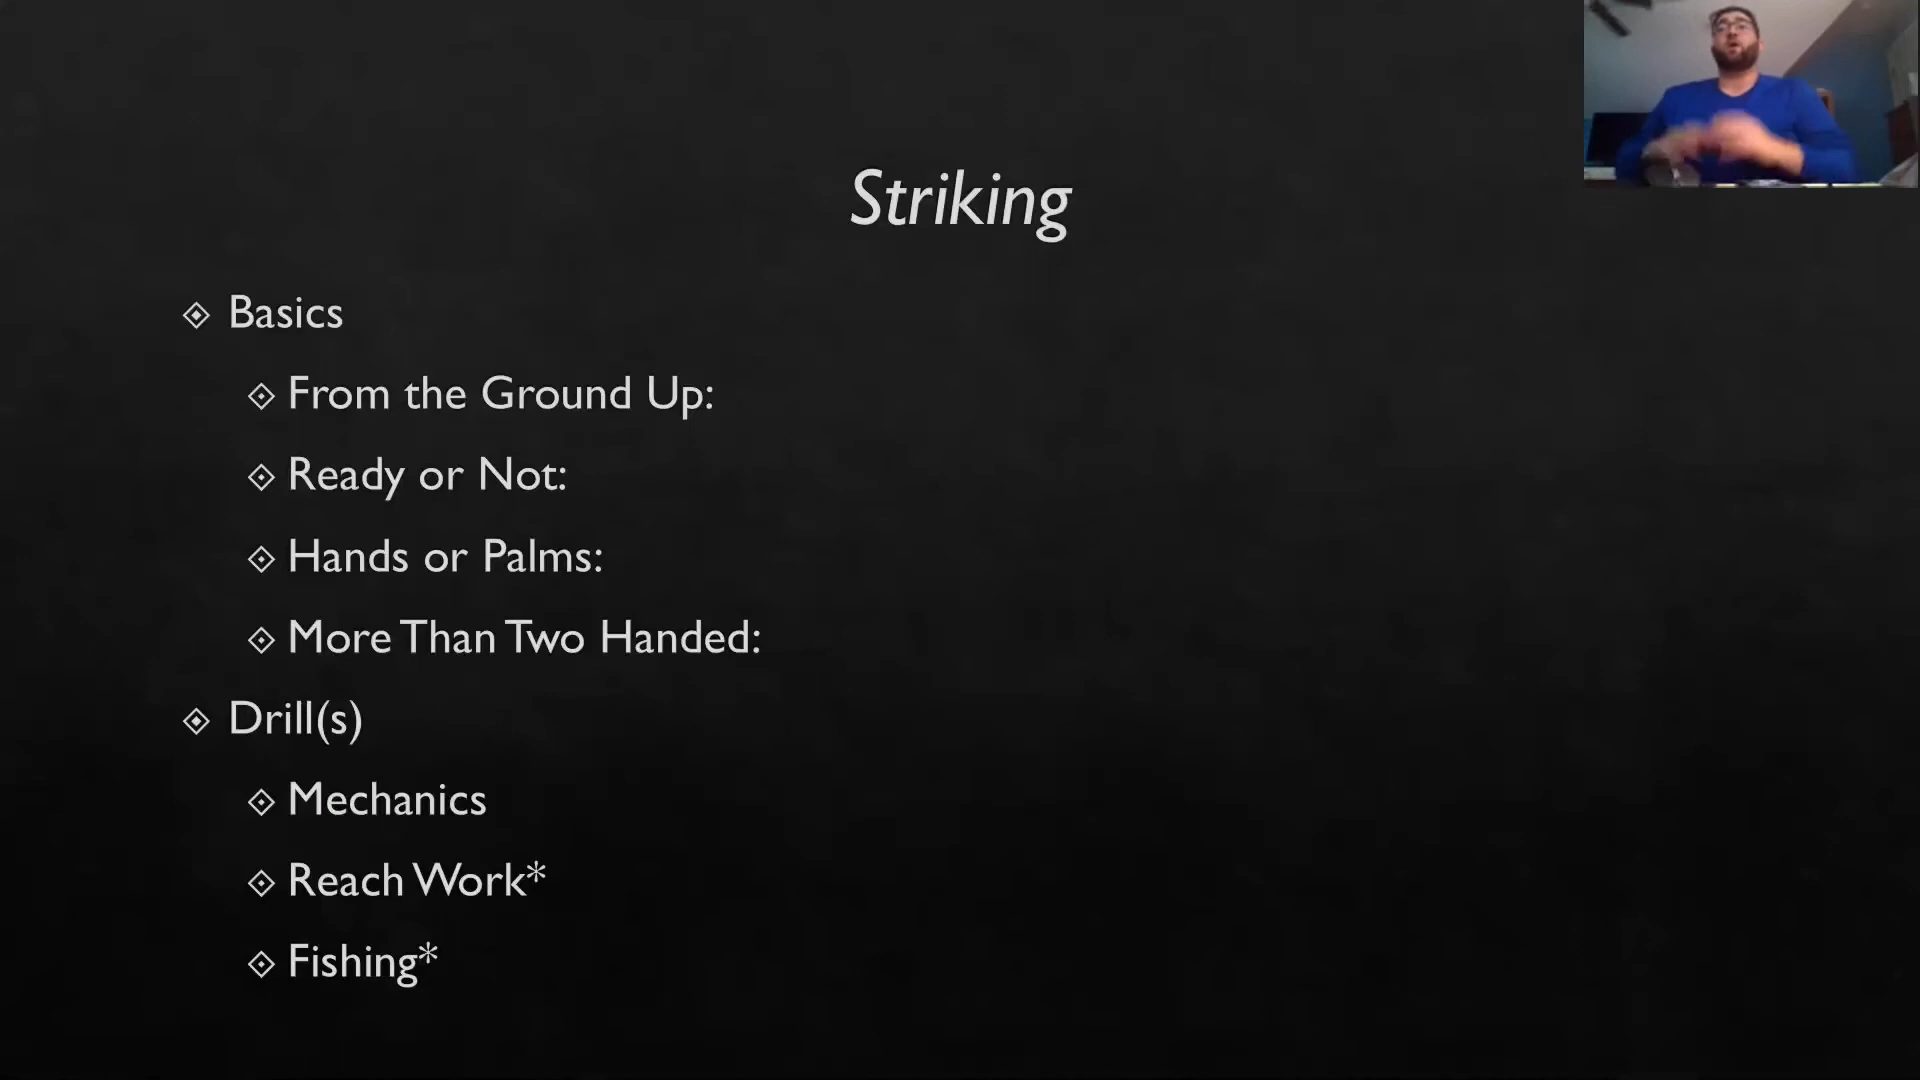 Striking
Basics
From the Ground Up:
Ready or Not:
Hands or Palms:
More Than Two Handed:
Drill(s)
Mechanics
Reach Work*
Fishing*